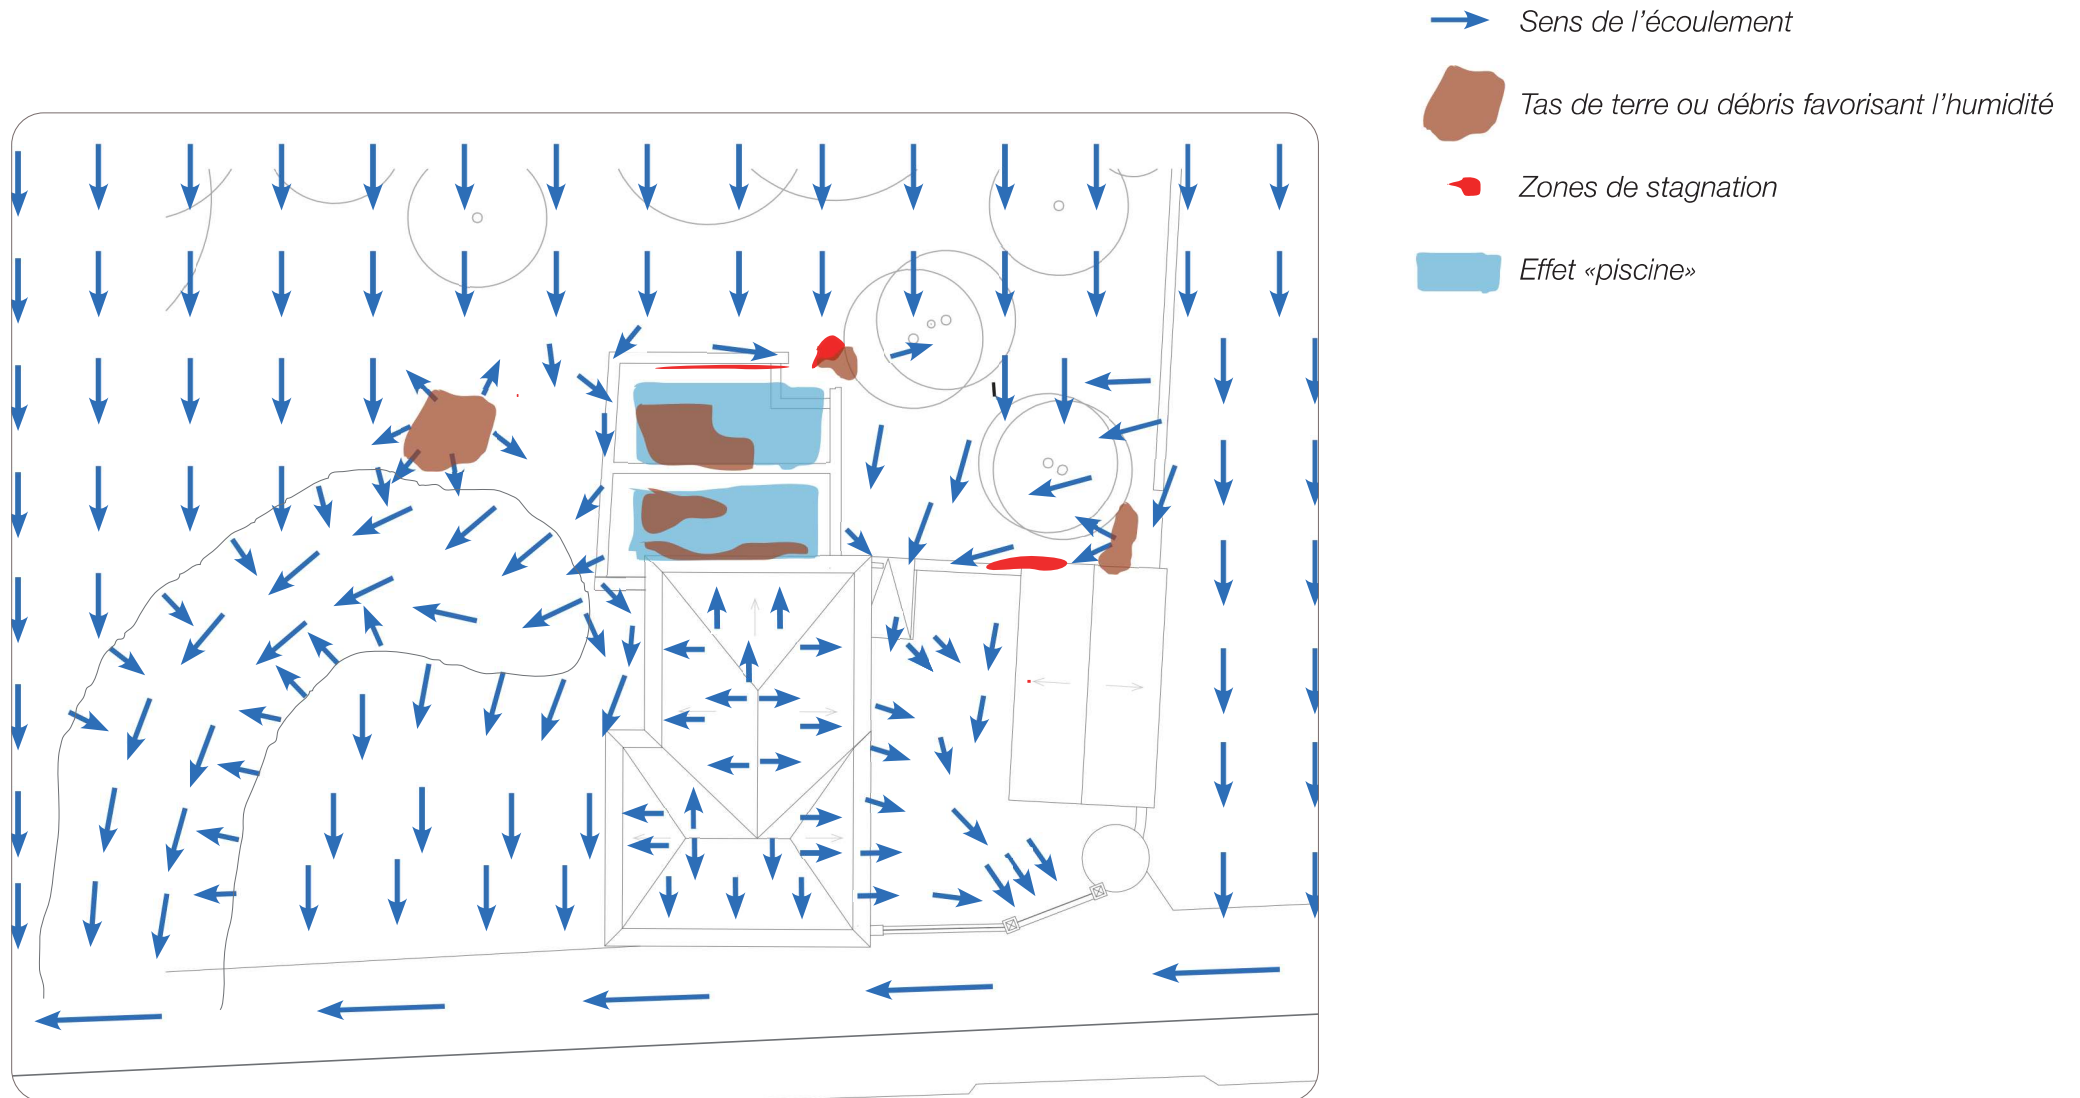 Sens de l’écoulement
Tas de terre ou débris favorisant l’humidité
Zones de stagnation
Effet «piscine»